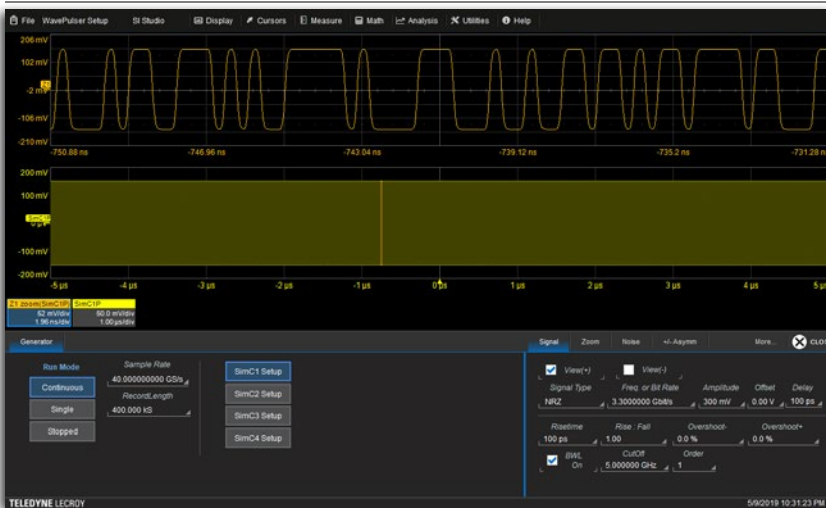 File WavePulser Setup SI Studio Display Cursors Measure Math Analysis Utilities Help
206 mV
102 mV
Z1
-2 mV
-106 mV
-210 mV
-750.88 ns -746.96 ns -743.04 ns -739.12 ns -735.2 ns -731.28 ns
200 mV
100 mV
SimC1P
0 µV
-100 mV
-200 mV
-5 µs -4 µs -3 µs -2 µs -1 µs 0 µs 1 µs 2 µs 3 µs 4 µs 5 µs
Z1 zoom(SimC1P) SimC1P
52 mV/div 50.0 mV/div
1.96 ns/div 1.00 µs/div
Generator Signal Zoom Noise +/- Asymm More... CLO
Run Mode Sample Rate SimC1 Setup View(+) View(-)
Continuous 40.000000000 GS/s Signal Type Freq. or Bit Rate Amplitude Offset Delay
RecordLength SimC2 Setup NRZ 3.3000000 Gbit/s 300 mV 0.00 V 100 ps
Single 400.000 kS SimC3 Setup
Risetime Rise : Fall Overshoot- Overshoot+
Stopped SimC4 Setup 100 ps 1.00 0.0 % 0.0 %
BWL CutOff Order
On 5.000000 GHz 1
TELEDYNE LECROY 5/9/2019 10:31:23 PM